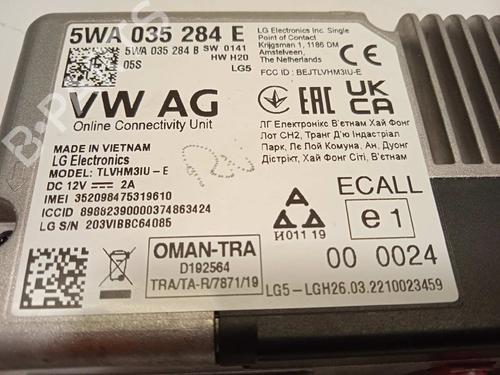 5WA 035 284 E
5WA 035 284 B SW 0141
HW H20
05S
LG5
LG Electronics Inc. Single
Point of Contact
Krijgsman 1, 1186 DM
Amstelveen,
The Netherlands
FCC ID : BEJTLVHM3IU-E
CE
VW AG
Online Connectivity Unit
EAC
UK
CA
ЛГ Електронікс В'єтнам Хай Фонг
Лот CH2, Транг Д'ю Індастріал
Парк, Пе Лой Комуна, Ан, Дуонг
Дістрікт, Хай Фонг Сіті, В'єтнам
MADE IN VIETNAM
LG Electronics
MODEL: TLVHM3IU-E
DC 12V 2A
IMEI 352098475319610
ICCID 89882390000374863424
LG S/N 203VIBBC64085
ECALL
e1
И011 19
00 0024
OMAN-TRA
D192564
TRA/TA-R/7871/19
LG5-LGH26.03.2210023459
B-Parts